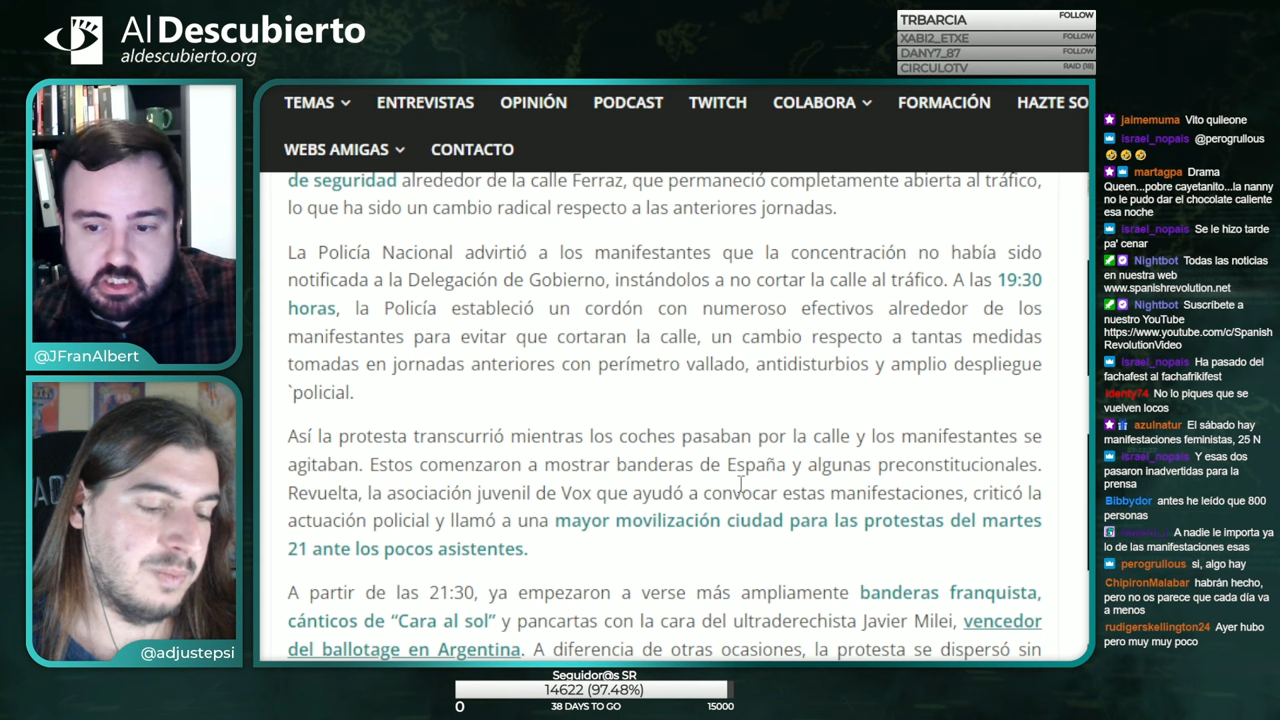 Al Descubierto
aldescubierto.org
TRBARCIA FOLLOW
XABI2_ETXE FOLLOW
DANY7_87 FOLLOW
CIRCULOTV RAID (18)
@JFranAlbert
@adjustepsi
TEMAS ENTREVISTAS OPINIÓN PODCAST TWITCH COLABORA FORMACIÓN HAZTE SO
WEBS AMIGAS CONTACTO
de seguridad alrededor de la calle Ferraz, que permaneció completamente abierta al tráfico,
lo que ha sido un cambio radical respecto a las anteriores jornadas.
La Policía Nacional advirtió a los manifestantes que la concentración no había sido
notificada a la Delegación de Gobierno, instándolos a no cortar la calle al tráfico. A las 19:30
horas, la Policía estableció un cordón con numeroso efectivos alrededor de los
manifestantes para evitar que cortaran la calle, un cambio respecto a tantas medidas
tomadas en jornadas anteriores con perímetro vallado, antidisturbios y amplio despliegue
`policial.
Así la protesta transcurrió mientras los coches pasaban por la calle y los manifestantes se
agitaban. Estos comenzaron a mostrar banderas de España y algunas preconstitucionales.
Revuelta, la asociación juvenil de Vox que ayudó a convocar estas manifestaciones, criticó la
actuación policial y llamó a una mayor movilización ciudad para las protestas del martes
21 ante los pocos asistentes.
A partir de las 21:30, ya empezaron a verse más ampliamente banderas franquista,
cánticos de “Cara al sol” y pancartas con la cara del ultraderechista Javier Milei, vencedor
del ballotage en Argentina. A diferencia de otras ocasiones, la protesta se dispersó sin
jaimemuma Vito quileone
israel_nopais @perogrullous
martagpa Drama
Queen...pobre cayetanito...la nanny
no le pudo dar el chocolate caliente
esa noche
israel_nopais Se le hizo tarde
pa' cenar
Nightbot Todas las noticias
en nuestra web
www.spanishrevolution.net
Nightbot Suscríbete a
nuestro YouTube
https://www.youtube.com/c/Spanish
RevolutionVideo
israel_nopais Ha pasado del
fachafest al fachafrikifest
identy74 No lo piques que se
vuelven locos
azulnatur El sábado hay
manifestaciones feministas, 25 N
israel_nopais Y esas dos
pasaron inadvertidas para la
prensa
Bibbydor antes he leído que 800
personas
A nadie le importa ya
lo de las manifestaciones esas
perogrullous si, algo hay
ChipironMalabar habrán hecho,
pero no os parece que cada día va
a menos
rudigerskellington24 Ayer hubo
pero muy muy poco
Seguidor@s SR
14622 (97.48%)
0 38 DAYS TO GO 15000